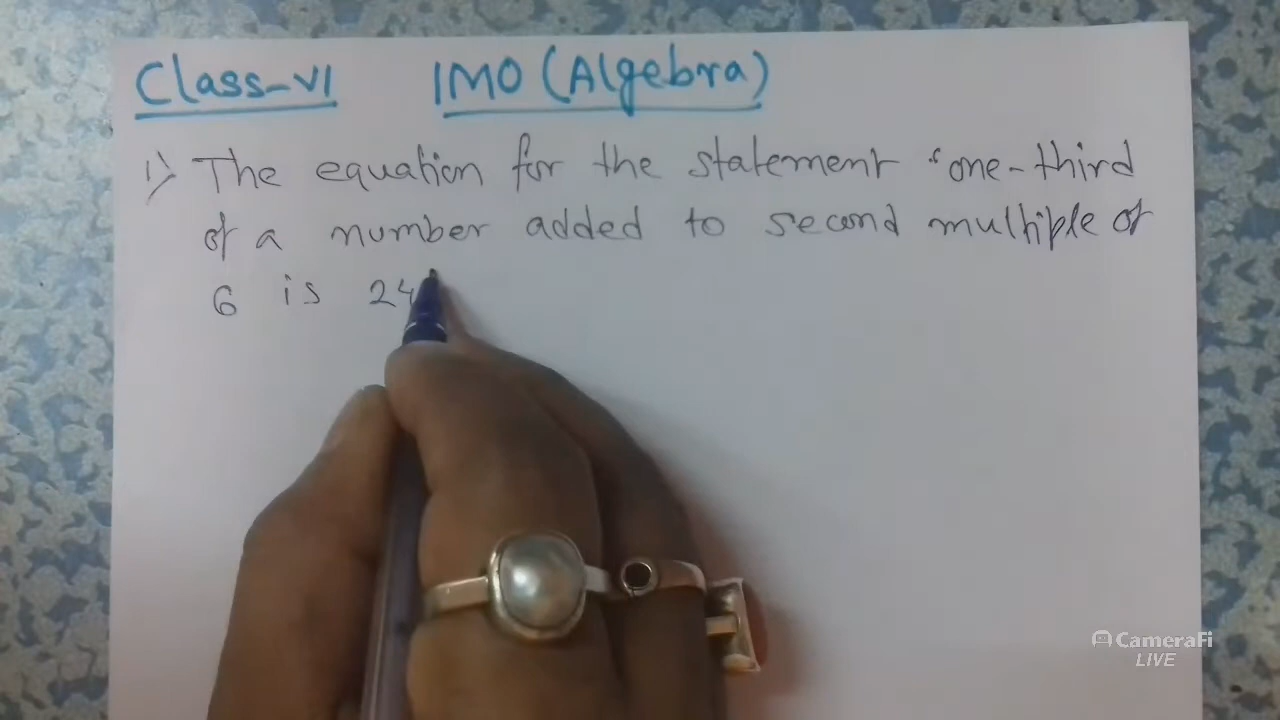 Class-VI IMO (Algebra)
1) The equation for the statement "one-third
of a number added to second multiple of
6 is 24
CameraFi
LIVE